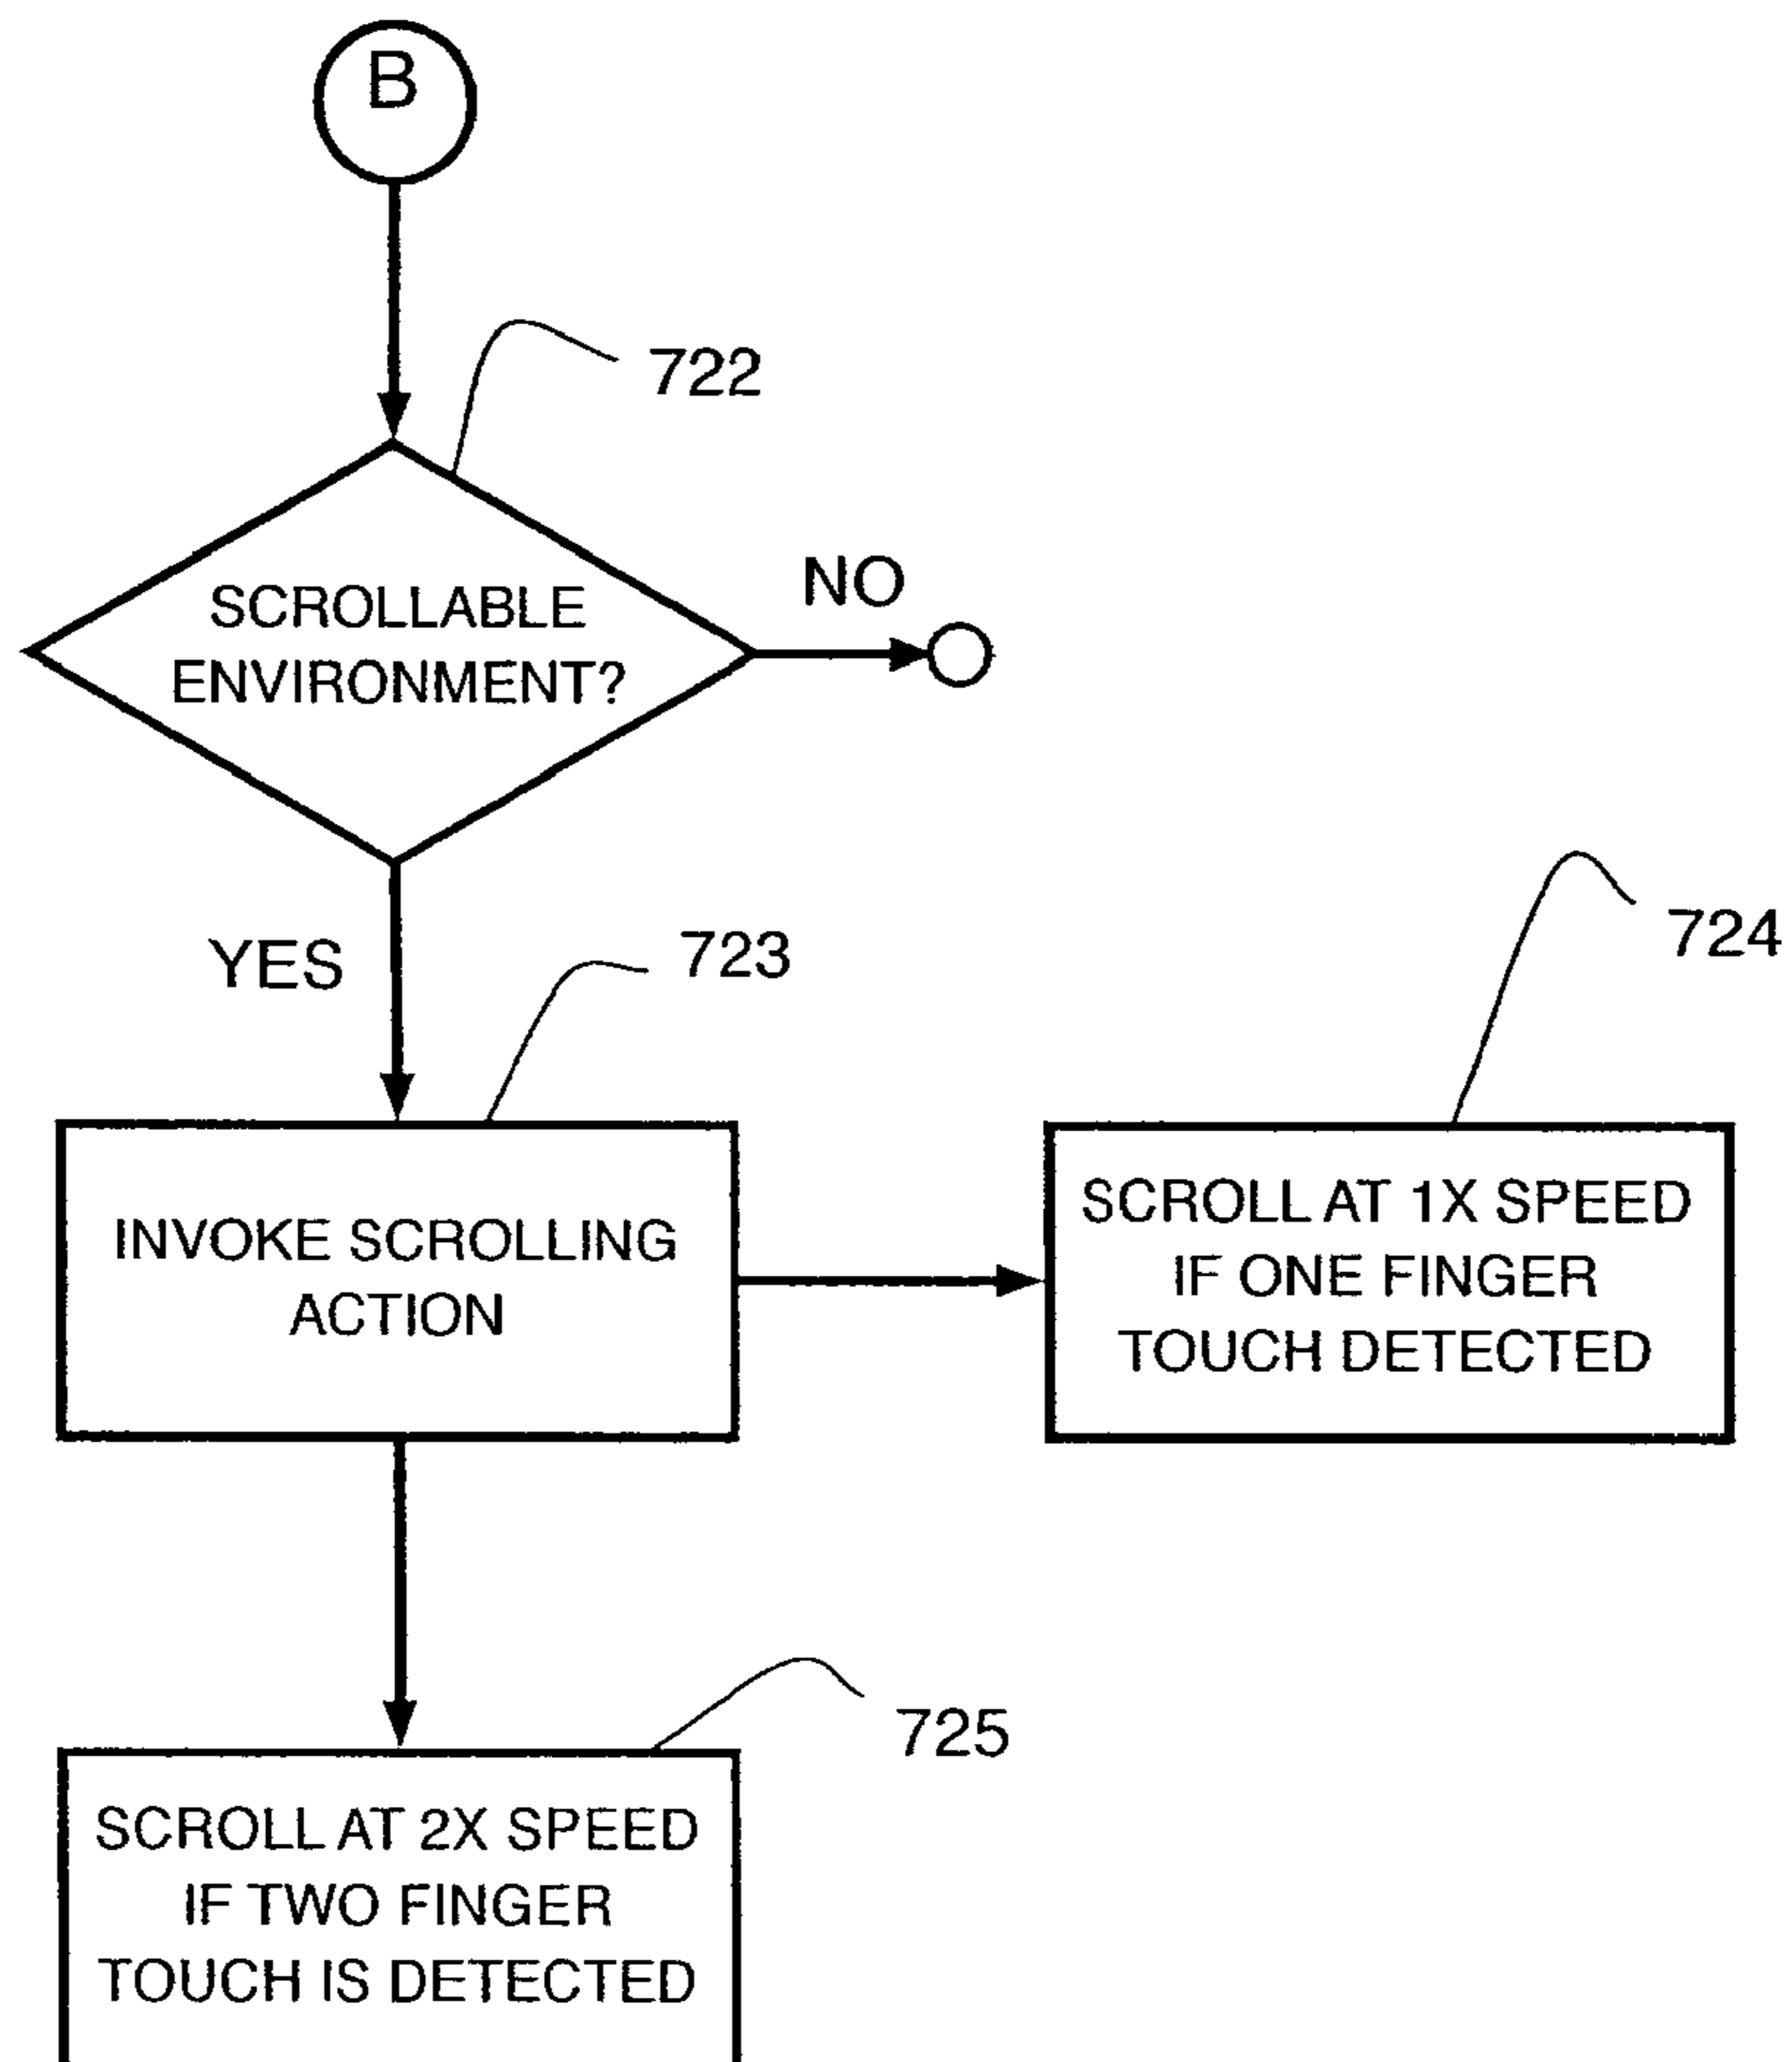 B
722
SCROLLABLE
ENVIRONMENT?
NO
YES
723
724
INVOKE SCROLLING
ACTION
SCROLL AT 1X SPEED
IF ONE FINGER
TOUCH DETECTED
725
SCROLL AT 2X SPEED
IF TWO FINGER
TOUCH IS DETECTED